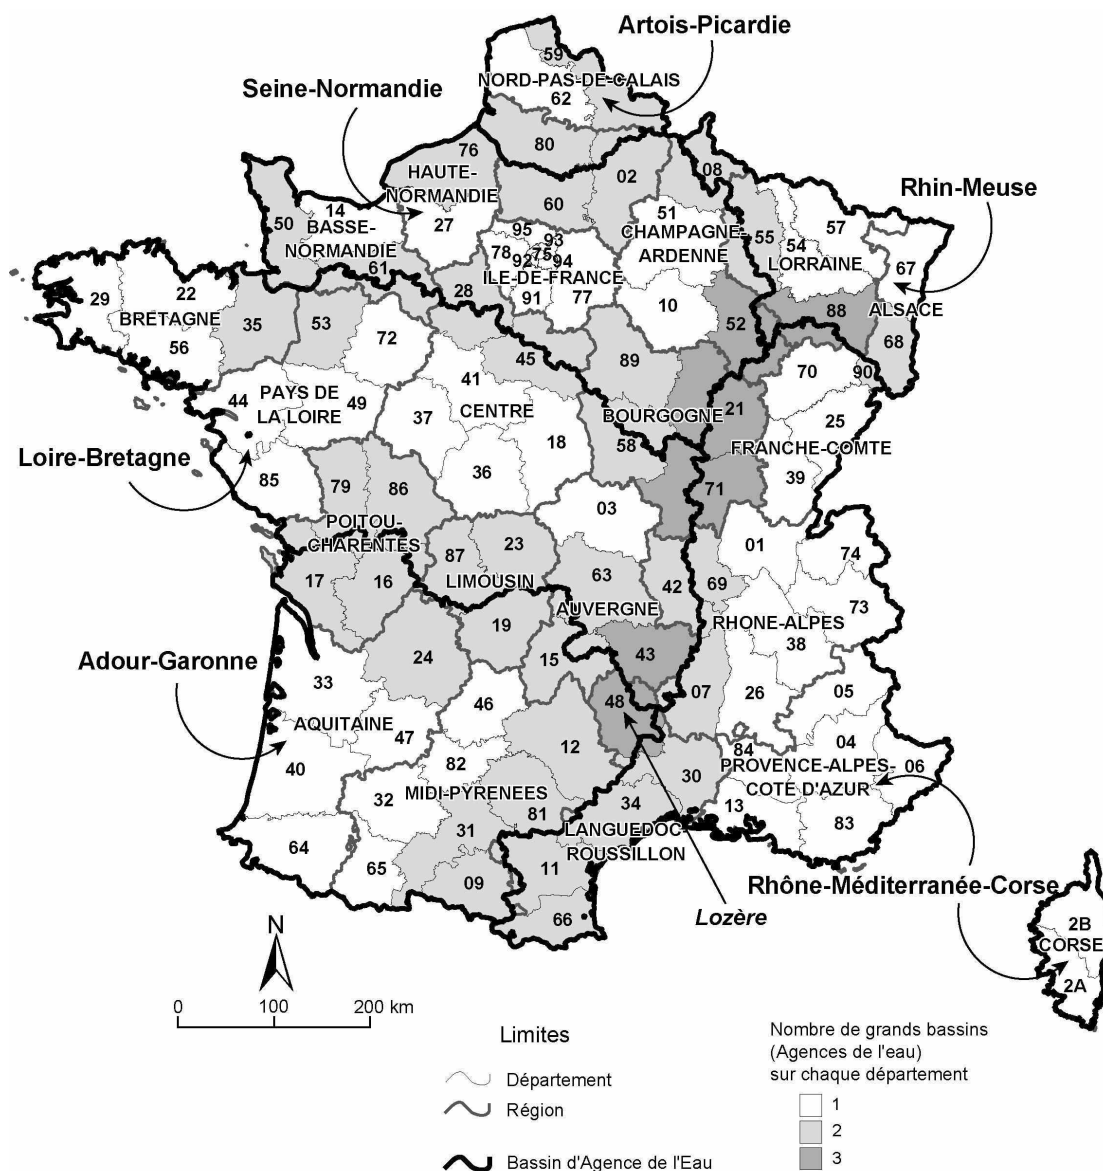 Artois-Picardie
59
Seine-Normandie
NORD-PAS-DE-CALAIS
62
80
76
08
02
HAUTE-
NORMANDIE
Rhin-Meuse
60
51
57
14
50
27
95
93
CHAMPAGNE-
ARDENNE
55
54
BASSE-
NORMANDIE
78
75
92
94
LORRAINE
67
61
ILE-DE-FRANCE
29
22
28
91
77
10
ALSACE
BRETAGNE
35
53
52
88
56
72
45
89
68
70
90
41
PAYS DE
LA LOIRE
44
49
37
CENTRE
BOURGOGNE
21
25
18
58
FRANCHE-COMTE
Loire-Bretagne
36
85
79
86
71
39
03
POITOU-
CHARENTES
01
74
87
23
LIMOUSIN
63
42
69
17
16
AUVERGNE
73
RHONE-ALPES
19
38
Adour-Garonne
24
15
43
33
07
26
05
46
48
AQUITAINE
47
12
04
84
82
30
PROVENCE-ALPES-
COTE D'AZUR
06
40
32
MIDI-PYRENEES
81
34
13
83
31
LANGUEDOC-
ROUSSILLON
64
65
11
09
Rhône-Méditerranée-Corse
66
Lozère
2B
CORSE
2A
N
0 100 200 km
Limites
Département
Région
Bassin d'Agence de l'Eau
Nombre de grands bassins
(Agences de l'eau)
sur chaque département
1
2
3